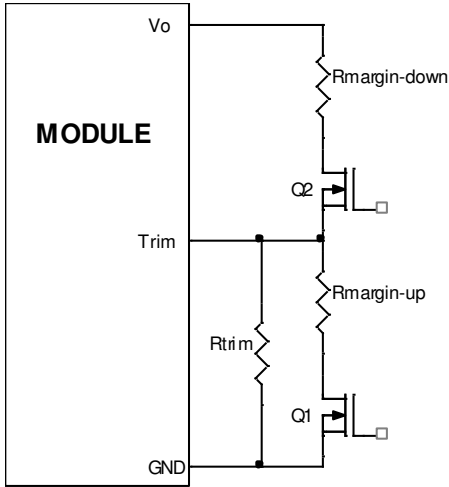 Vo
Rmargin-down
MODULE
Q2
Trim
Rmargin-up
Rtrim
Q1
GND